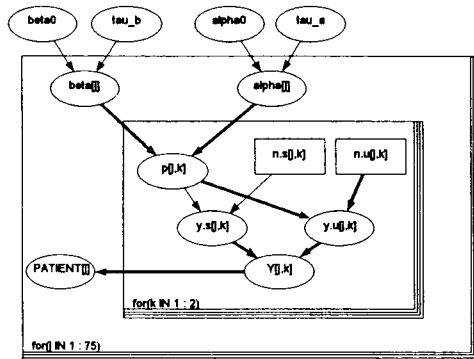 beta0 tau_b alpha0 tau_a
beta[j] alpha[j]
p[j,k] n.s[j,k] n.u[j,k]
y.s[j,k] y.u[j,k]
PATIENT[j] Y[j,k]
for(k IN 1 : 2)
for(j IN 1 : 75)